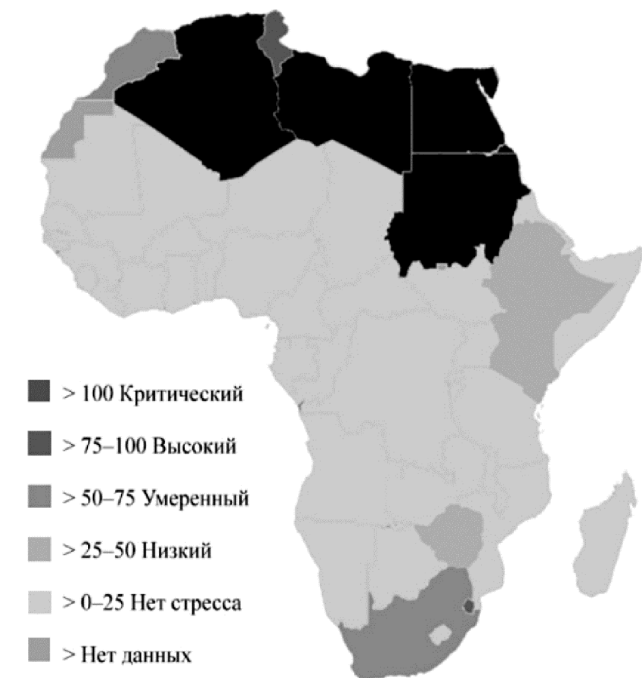 > 100 Критический
> 75–100 Высокий
> 50–75 Умеренный
> 25–50 Низкий
> 0–25 Нет стресса
> Нет данных